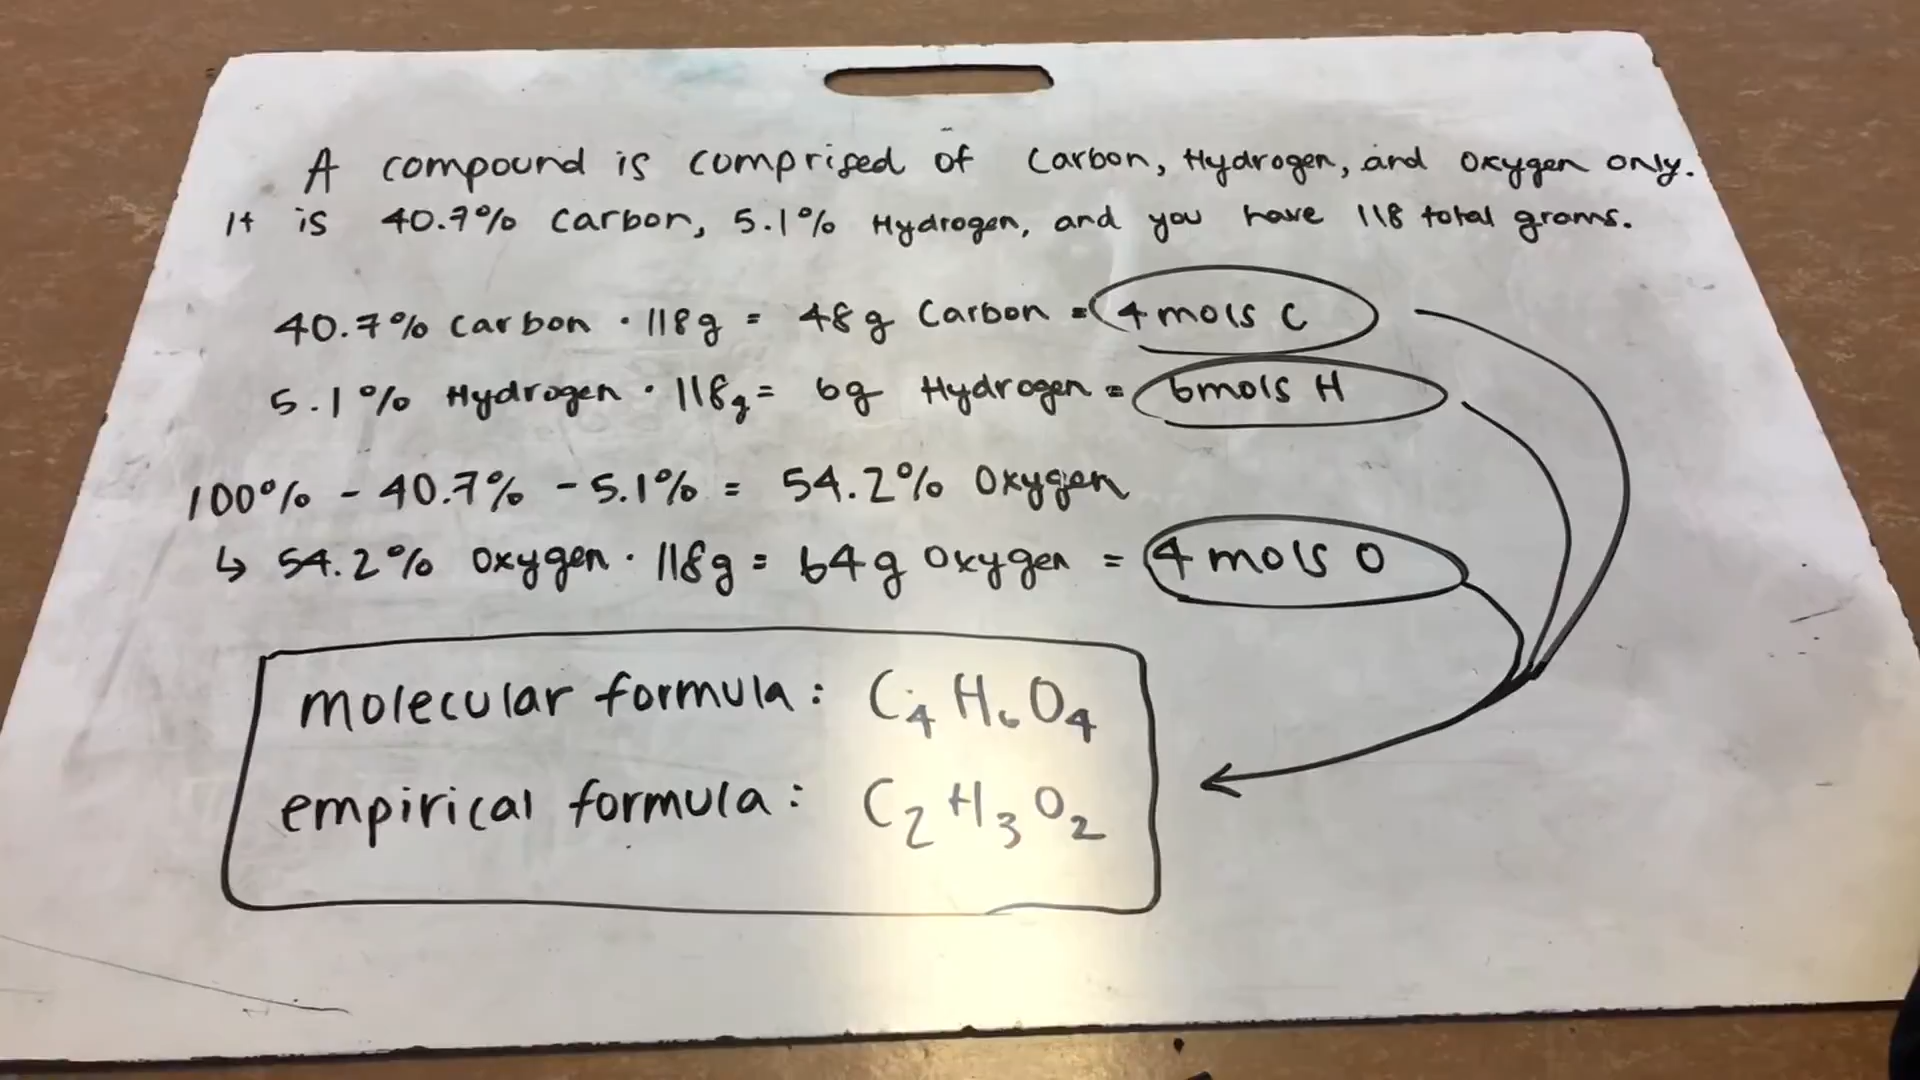 A compound is comprised of Carbon, Hydrogen, and Oxygen only.
It is 40.7% Carbon, 5.1% Hydrogen, and you have 118 total grams.
40.7% Carbon · 118g = 48g Carbon = 4 mols C
5.1% Hydrogen · 118g = 6g Hydrogen = 6mols H
100% - 40.7% - 5.1% = 54.2% Oxygen
↳ 54.2% Oxygen · 118g = 64g Oxygen = 4 mols O
molecular formula: C₄H₆O₄
empirical formula: C₂H₃O₂